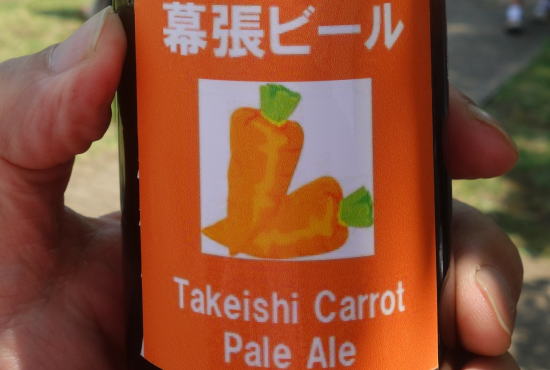 幕張ビール
Takeishi Carrot
Pale Ale